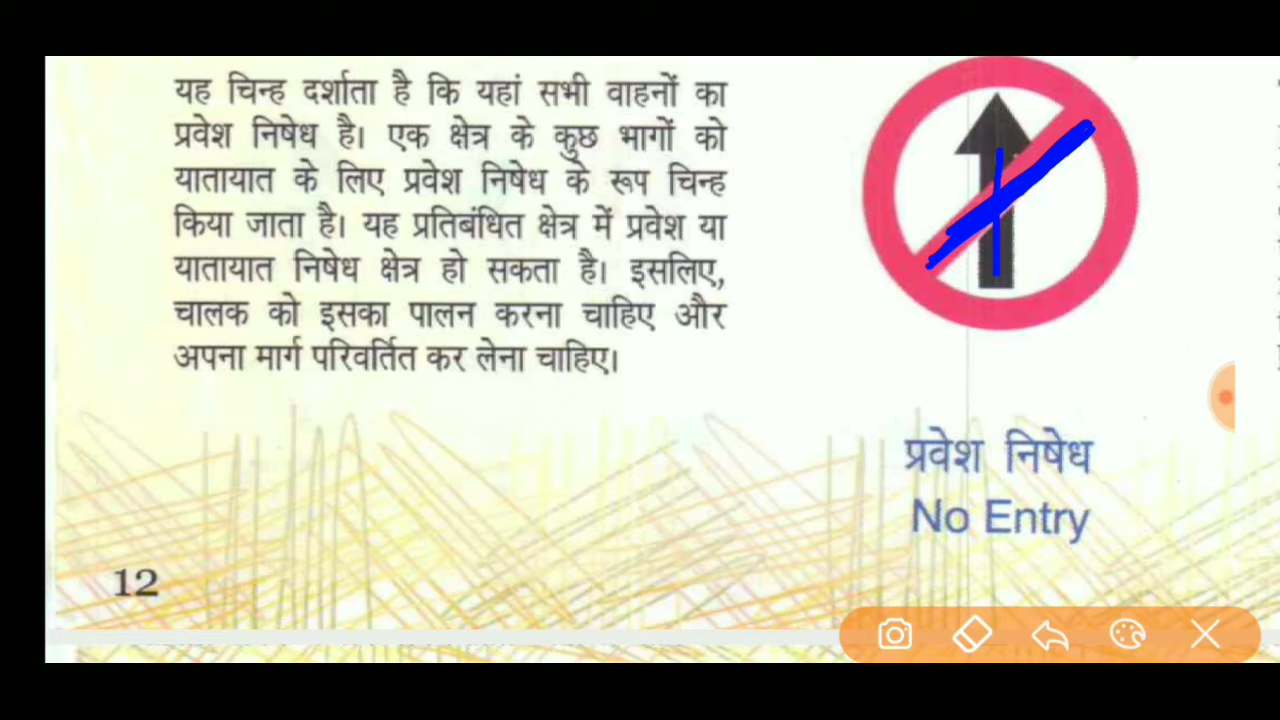 यह चिन्ह दर्शाता है कि यहां सभी वाहनों का
प्रवेश निषेध है। एक क्षेत्र के कुछ भागों को
यातायात के लिए प्रवेश निषेध के रूप चिन्ह
किया जाता है। यह प्रतिबंधित क्षेत्र में प्रवेश या
यातायात निषेध क्षेत्र हो सकता है। इसलिए,
चालक को इसका पालन करना चाहिए और
अपना मार्ग परिवर्तित कर लेना चाहिए।
प्रवेश निषेध
No Entry
12